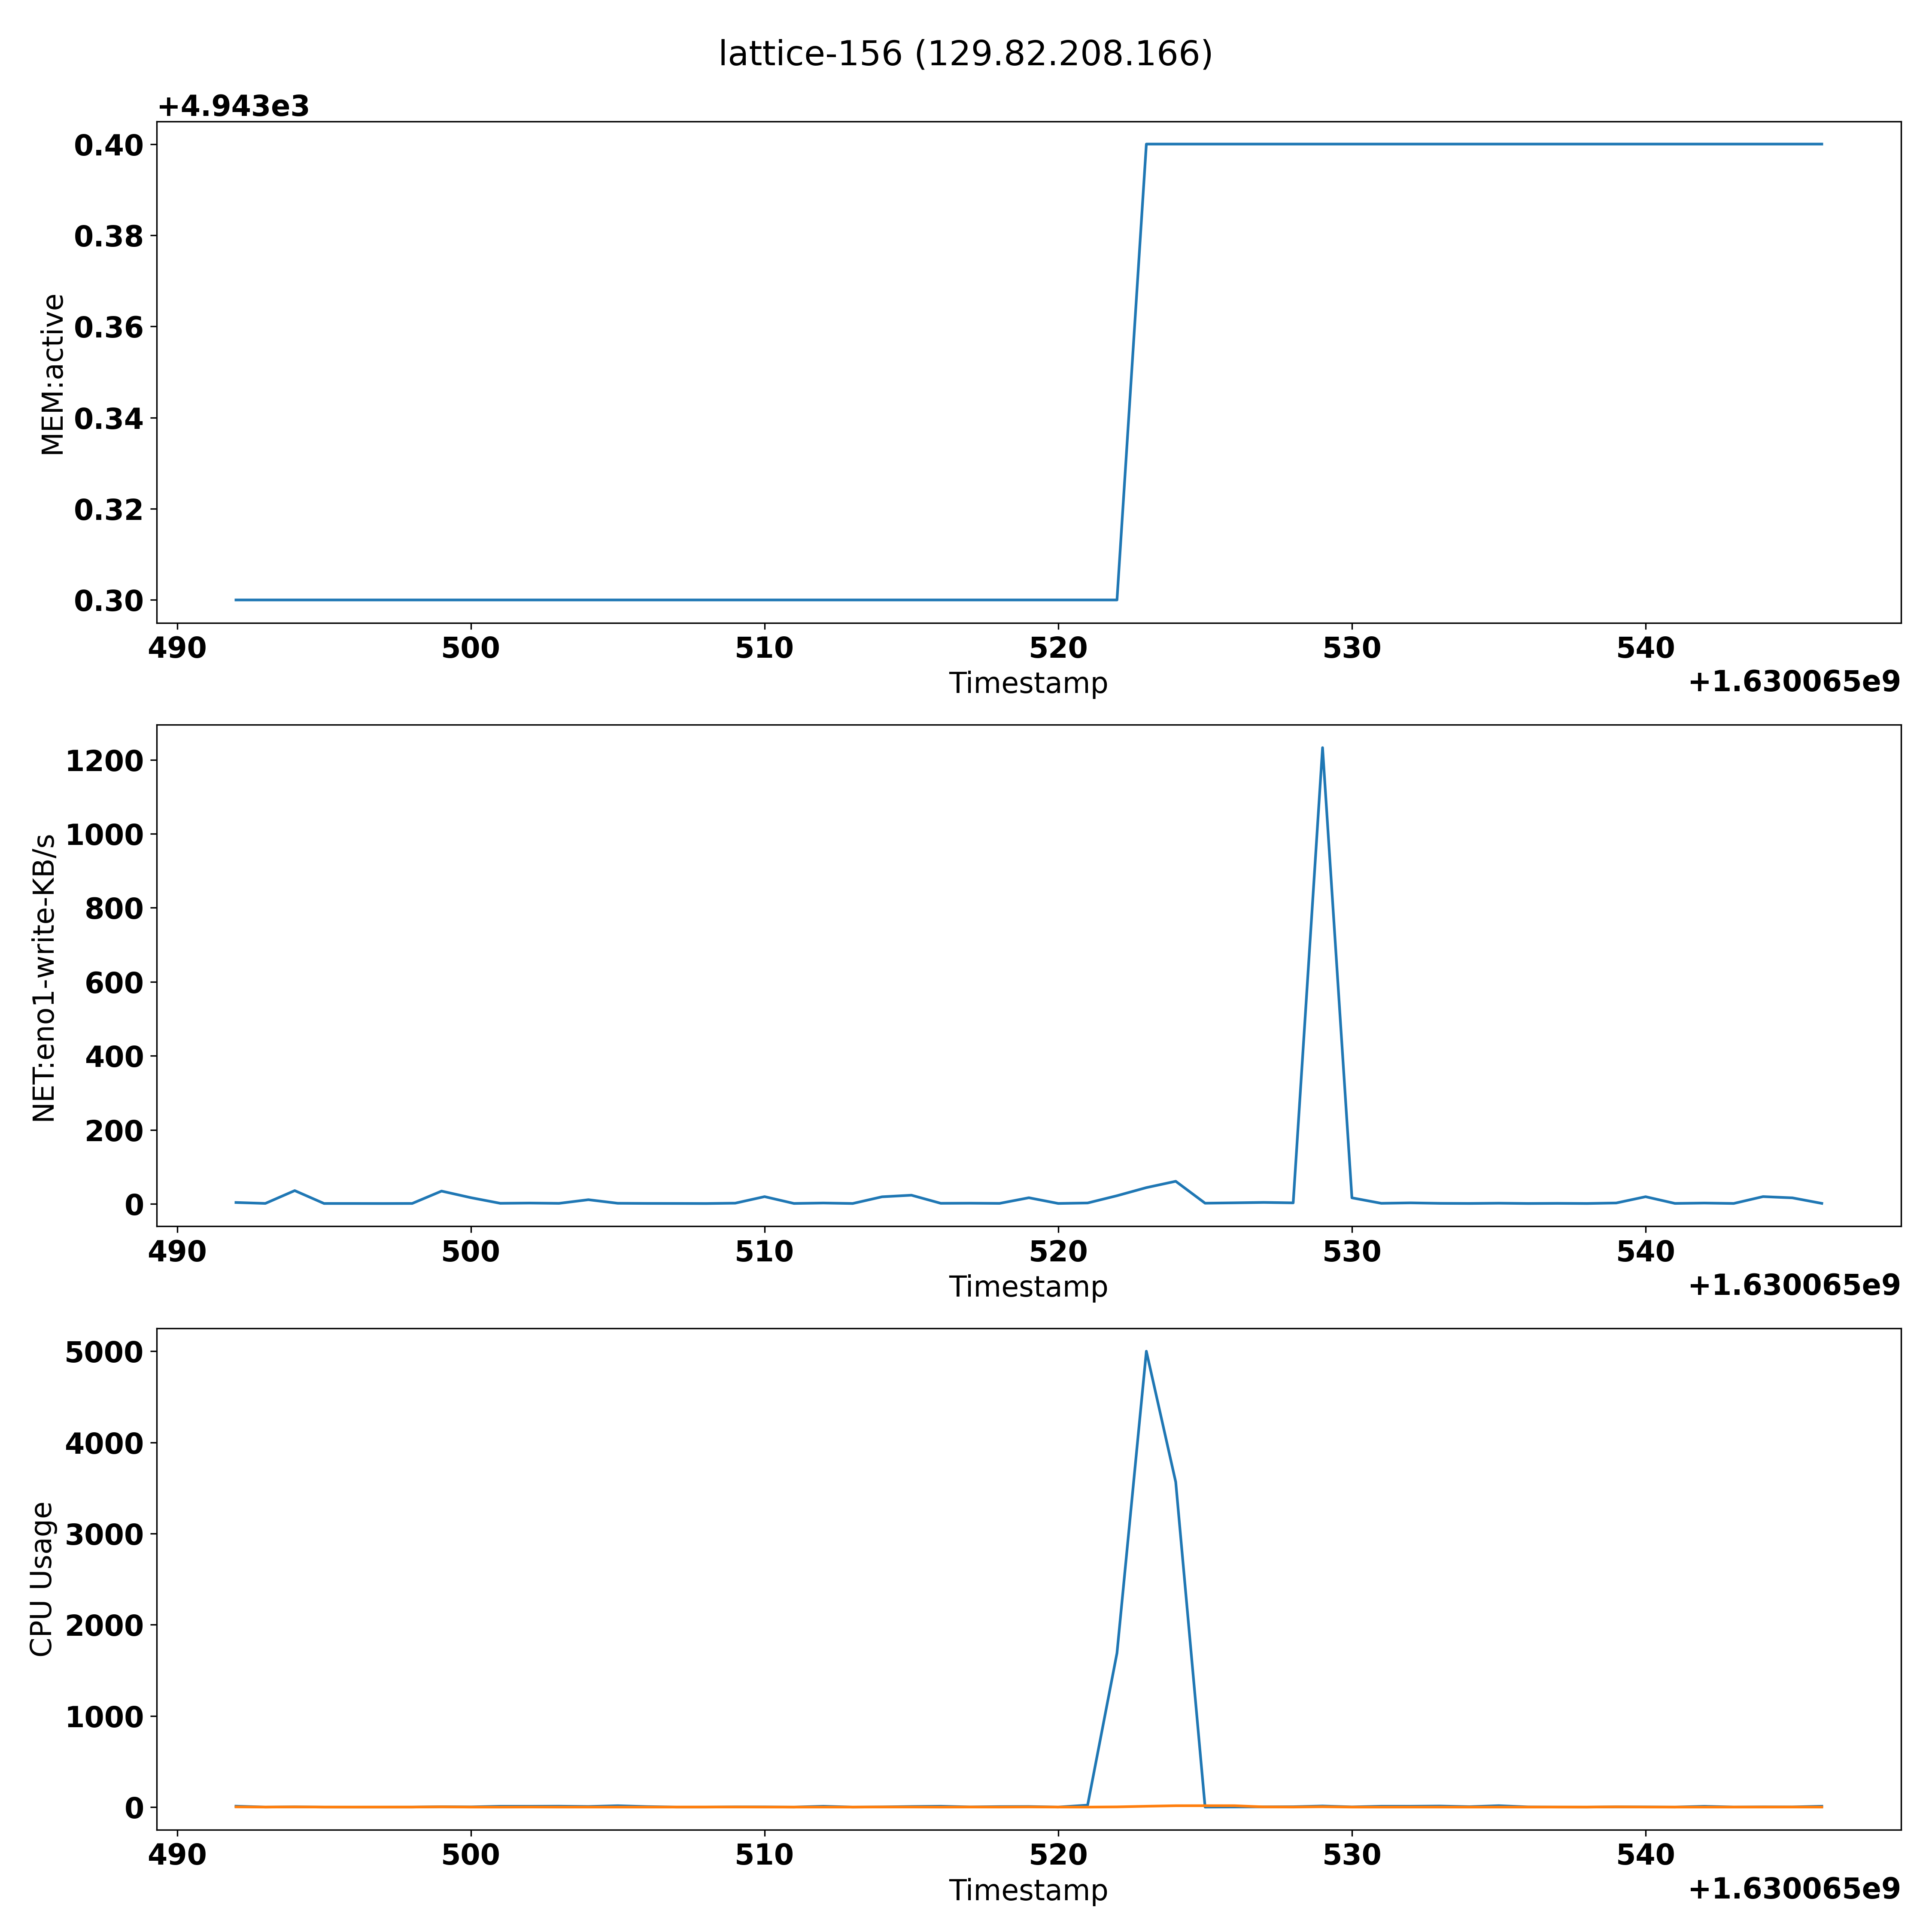 lattice-156 (129.82.208.166)
+4.943e3
0.40
0.38
0.36
0.34
0.32
0.30
MEM:active
490 500 510 520 530 540
Timestamp
+1.630065e9
1200
1000
800
600
400
200
0
NET:eno1-write-KB/s
490 500 510 520 530 540
Timestamp
+1.630065e9
5000
4000
3000
2000
1000
0
CPU Usage
490 500 510 520 530 540
Timestamp
+1.630065e9